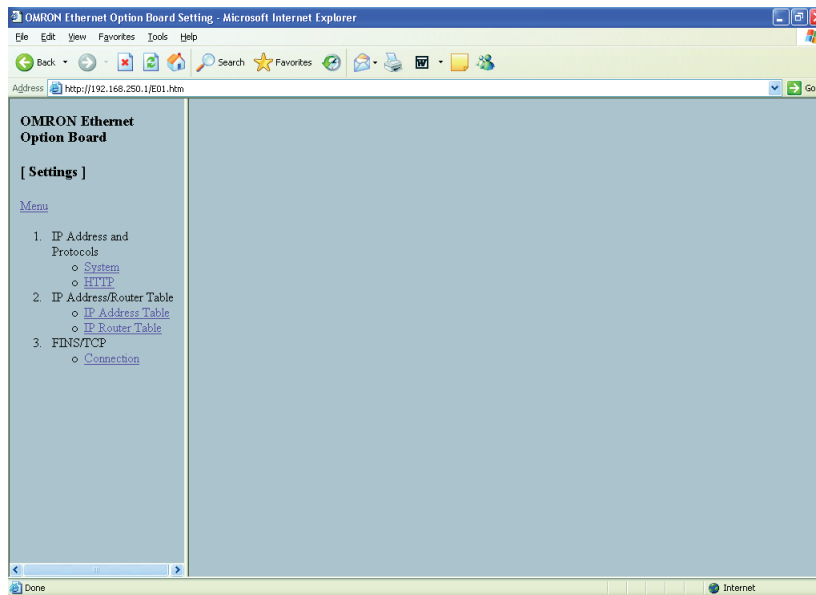 OMRON Ethernet Option Board Setting - Microsoft Internet Explorer
File Edit View Favorites Tools Help
Back Search Favorites
Address http://192.168.250.1/E01.htm Go
OMRON Ethernet
Option Board
[ Settings ]
Menu
1. IP Address and
Protocols
o System
o HTTP
2. IP Address/Router Table
o IP Address Table
o IP Router Table
3. FINS/TCP
o Connection
Done Internet